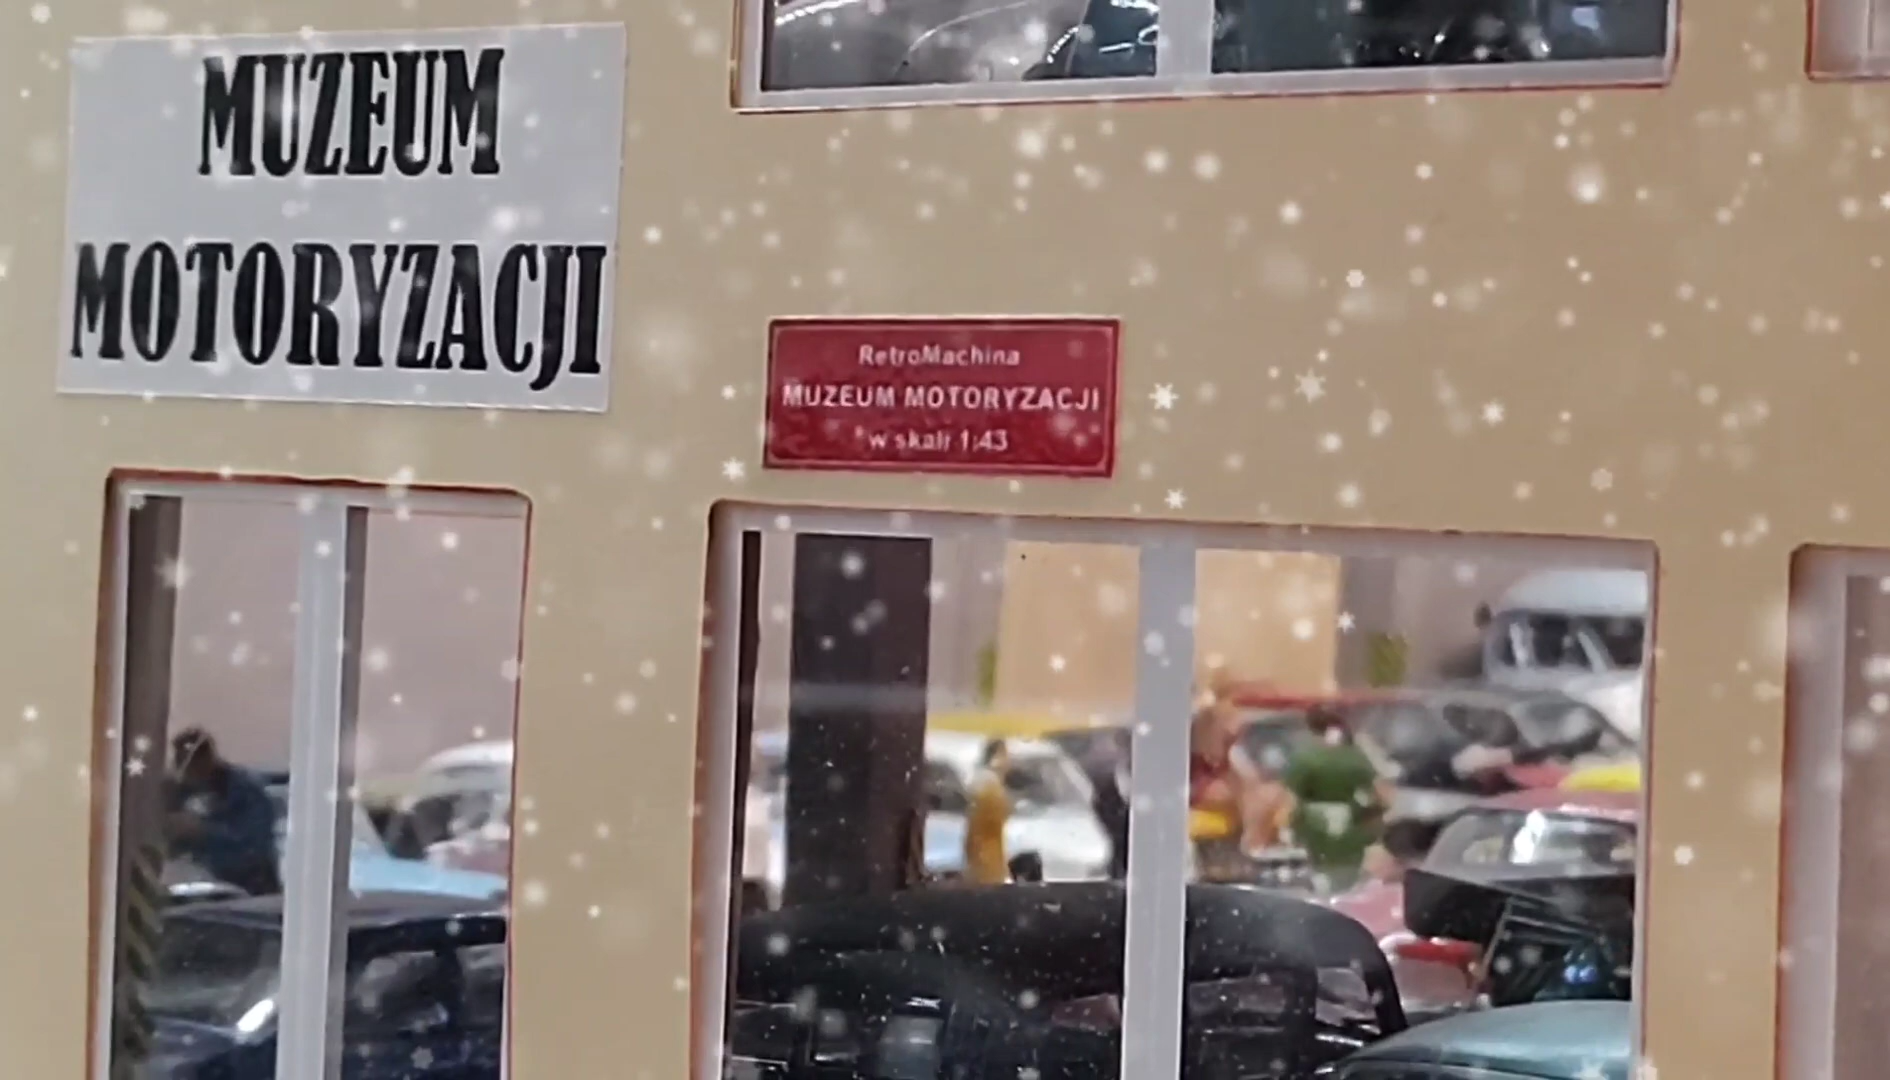 MUZEUM
MOTORYZACJI
RetroMachina
MUZEUM MOTORYZACJI
w skali 1:43